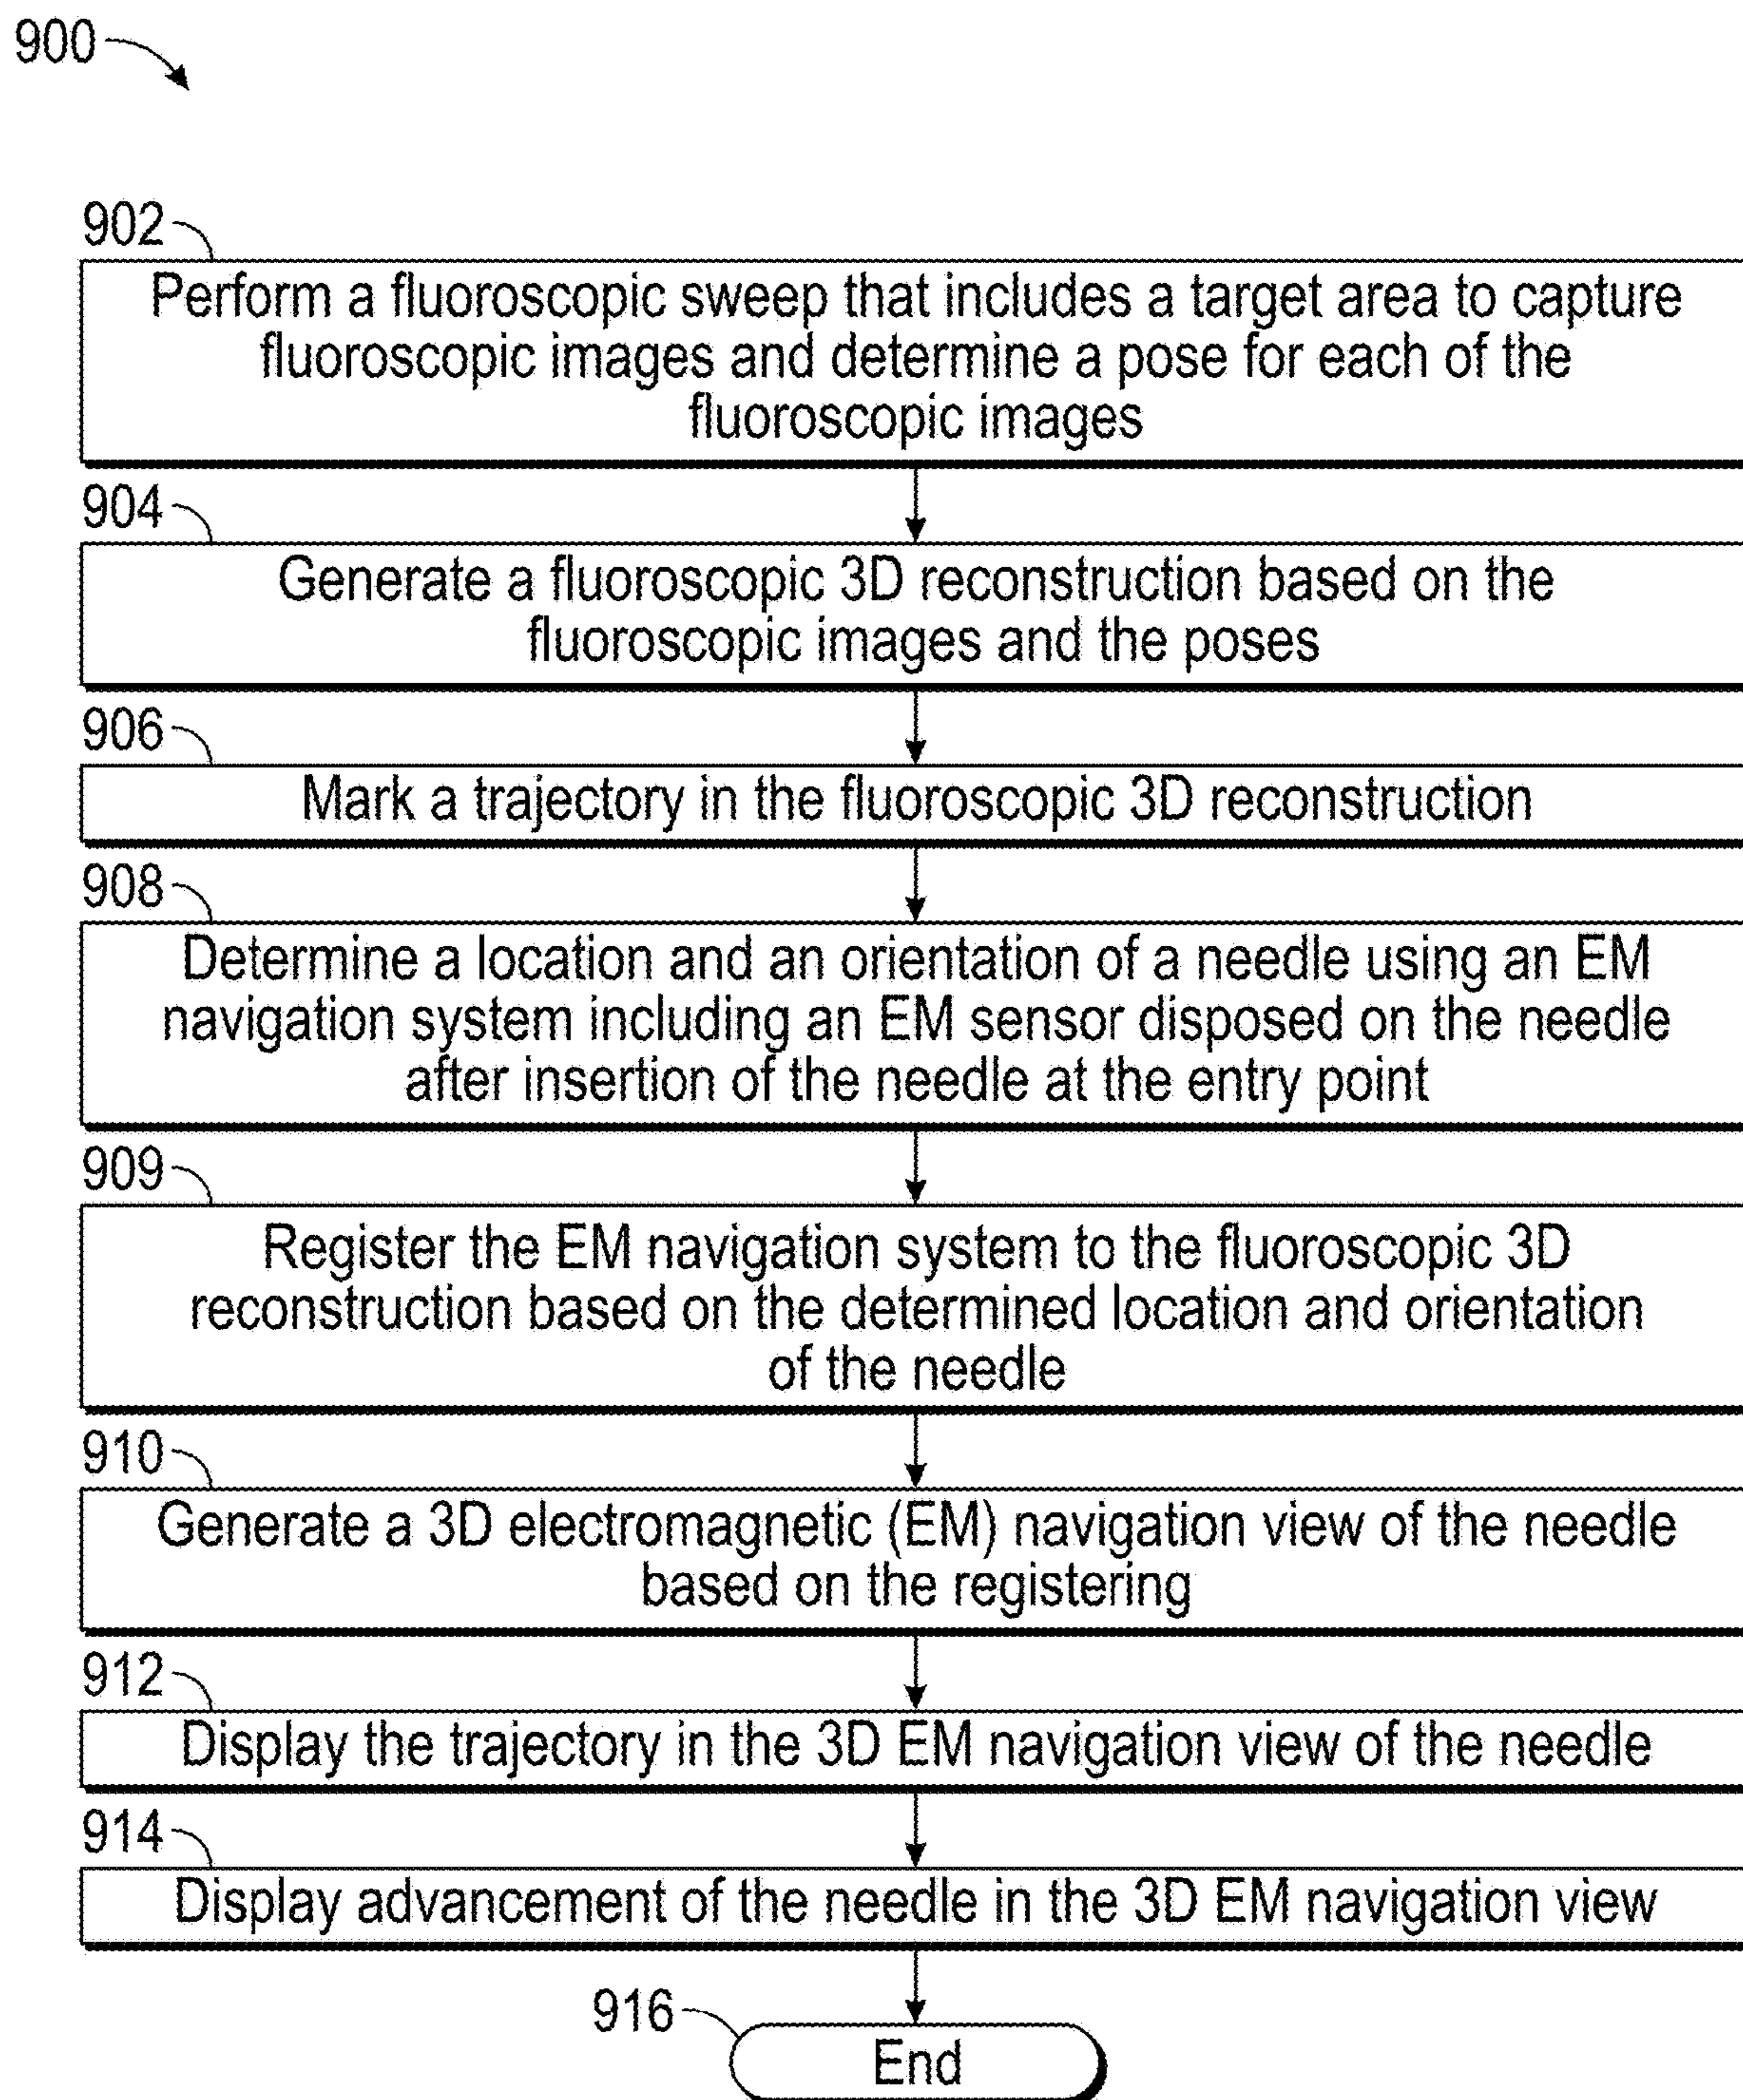 900
902
Perform a fluoroscopic sweep that includes a target area to capture
fluoroscopic images and determine a pose for each of the
fluoroscopic images
904
Generate a fluoroscopic 3D reconstruction based on the
fluoroscopic images and the poses
906
Mark a trajectory in the fluoroscopic 3D reconstruction
908
Determine a location and an orientation of a needle using an EM
navigation system including an EM sensor disposed on the needle
after insertion of the needle at the entry point
909
Register the EM navigation system to the fluoroscopic 3D
reconstruction based on the determined location and orientation
of the needle
910
Generate a 3D electromagnetic (EM) navigation view of the needle
based on the registering
912
Display the trajectory in the 3D EM navigation view of the needle
914
Display advancement of the needle in the 3D EM navigation view
916
End